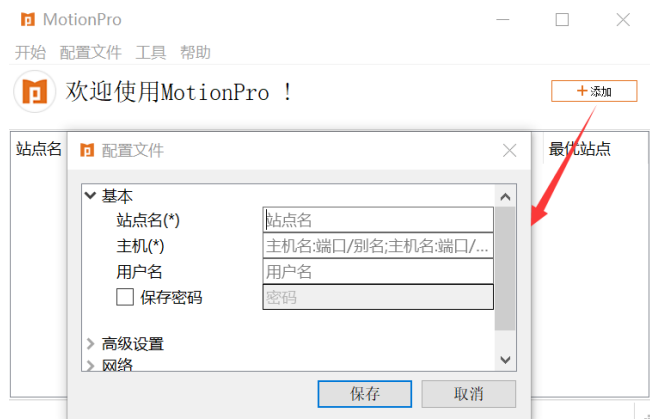 MotionPro
开始 配置文件 工具 帮助
欢迎使用MotionPro !
+添加
站点名
最优站点
配置文件
基本
站点名(*) 站点名
主机(*) 主机名:端口/别名;主机名:端口/...
用户名 用户名
保存密码 密码
高级设置
网络
保存 取消